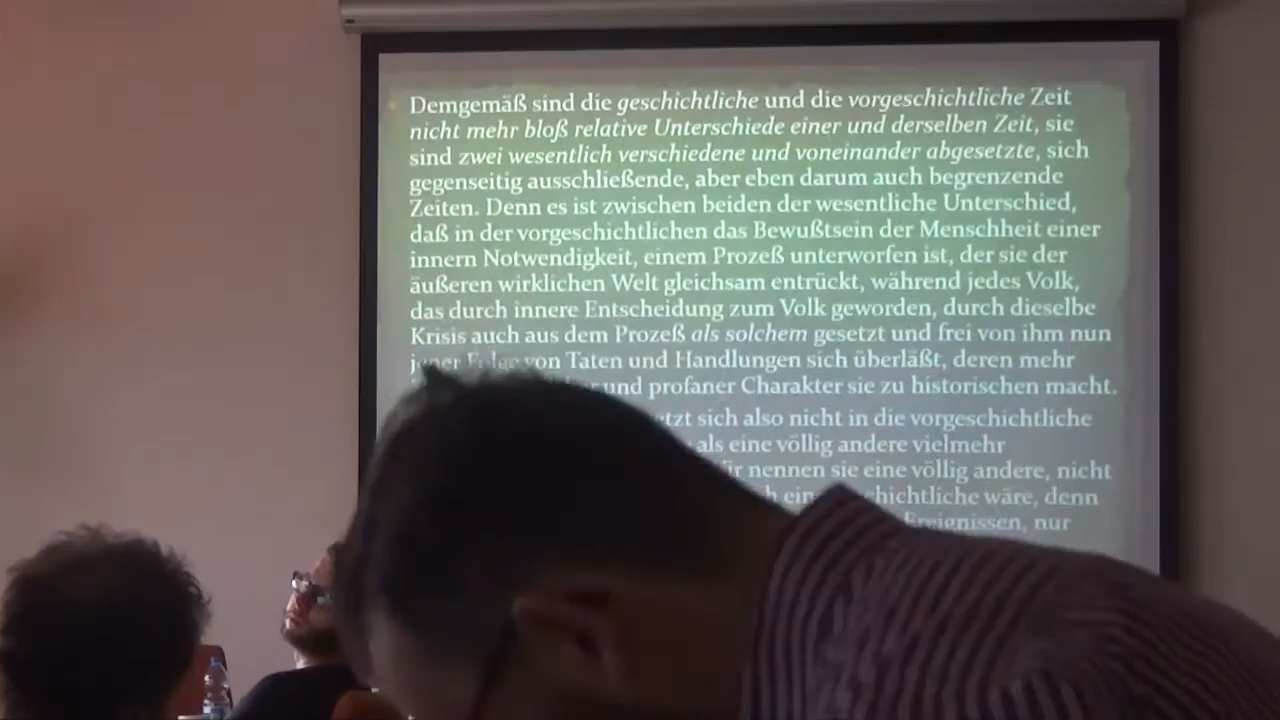 Demgemäß sind die geschichtliche und die vorgeschichtliche Zeit
nicht mehr bloß relative Unterschiede einer und derselben Zeit, sie
sind zwei wesentlich verschiedene und voneinander abgesetzte, sich
gegenseitig ausschließende, aber eben darum auch begrenzende
Zeiten. Denn es ist zwischen beiden der wesentliche Unterschied,
daß in der vorgeschichtlichen das Bewußtsein der Menschheit einer
innern Notwendigkeit, einem Prozeß unterworfen ist, der sie der
äußeren wirklichen Welt gleichsam entrückt, während jedes Volk,
das durch innere Entscheidung zum Volk geworden, durch dieselbe
Krisis auch aus dem Prozeß als solchem gesetzt und frei von ihm nun
jener Folge von Taten und Handlungen sich überläßt, deren mehr
und profaner Charakter sie zu historischen macht.
sich also nicht in die vorgeschichtliche
als eine völlig andere vielmehr
nennen sie eine völlig andere, nicht
wäre, denn
Ereignissen, nur